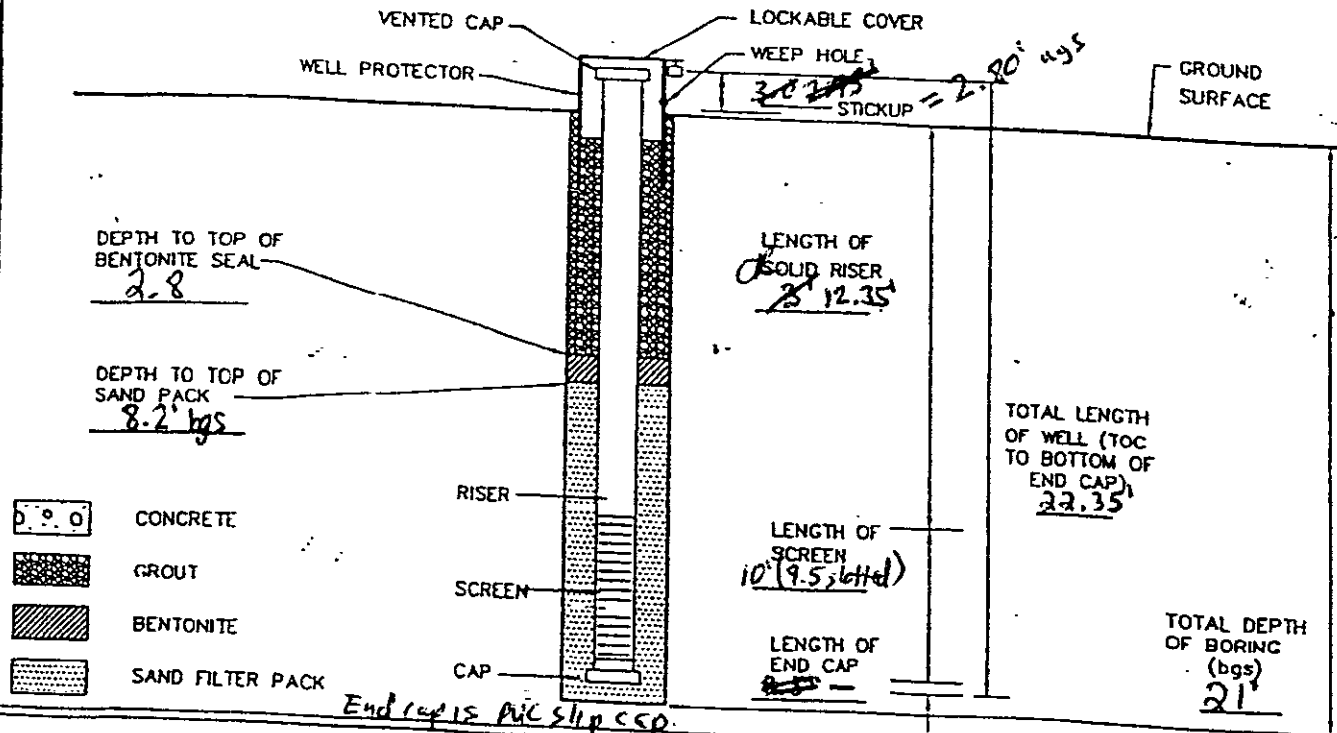 VENTED CAP
LOCKABLE COVER
WELL PROTECTOR
WEEP HOLE
GROUND
SURFACE
STICKUP = 2.80' ags
DEPTH TO TOP OF
BENTONITE SEAL
2.8
LENGTH OF
SOLID RISER
3' 12.35'
DEPTH TO TOP OF
SAND PACK
8.2' bgs
TOTAL LENGTH
OF WELL (TOC
TO BOTTOM OF
END CAP)
22.35'
RISER
CONCRETE
LENGTH OF
SCREEN
10' (9.5 slotted)
GROUT
SCREEN
BENTONITE
TOTAL DEPTH
OF BORING
(bgs)
21'
LENGTH OF
END CAP
-
SAND FILTER PACK
CAP
End cap is PVC slip cap.